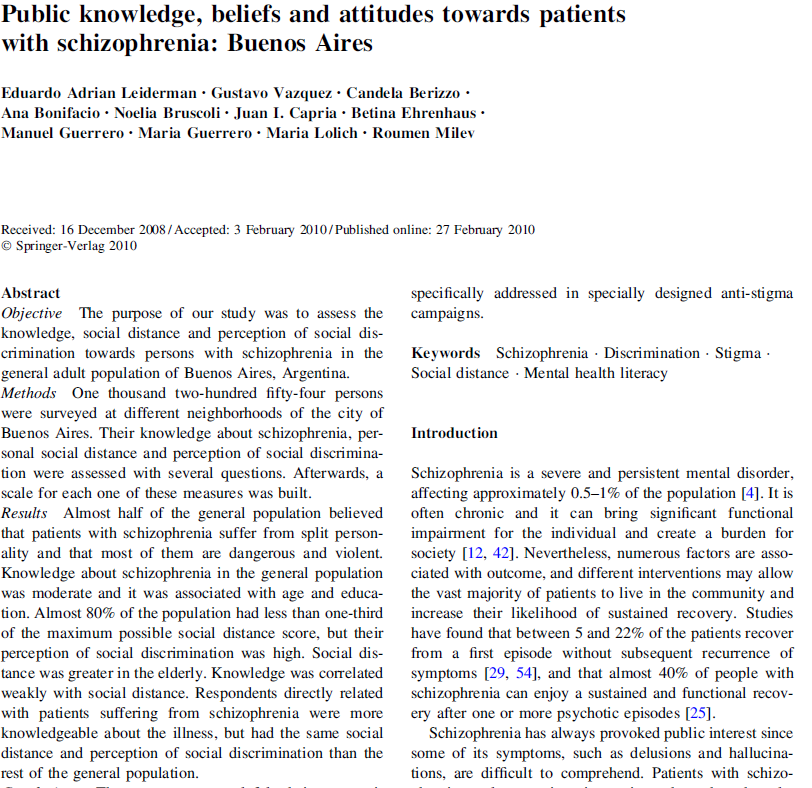 Public knowledge, beliefs and attitudes towards patients
with schizophrenia: Buenos Aires
Eduardo Adrian Leiderman · Gustavo Vazquez · Candela Berizzo ·
Ana Bonifacio · Noelia Bruscoli · Juan I. Capria · Betina Ehrenhaus ·
Manuel Guerrero · Maria Guerrero · Maria Lolich · Roumen Milev
Received: 16 December 2008 / Accepted: 3 February 2010 / Published online: 27 February 2010
© Springer-Verlag 2010
Abstract
Objective The purpose of our study was to assess the
knowledge, social distance and perception of social dis-
crimination towards persons with schizophrenia in the
general adult population of Buenos Aires, Argentina.
Methods One thousand two-hundred fifty-four persons
were surveyed at different neighborhoods of the city of
Buenos Aires. Their knowledge about schizophrenia, per-
sonal social distance and perception of social discrimina-
tion were assessed with several questions. Afterwards, a
scale for each one of these measures was built.
Results Almost half of the general population believed
that patients with schizophrenia suffer from split person-
ality and that most of them are dangerous and violent.
Knowledge about schizophrenia in the general population
was moderate and it was associated with age and educa-
tion. Almost 80% of the population had less than one-third
of the maximum possible social distance score, but their
perception of social discrimination was high. Social dis-
tance was greater in the elderly. Knowledge was correlated
weakly with social distance. Respondents directly related
with patients suffering from schizophrenia were more
knowledgeable about the illness, but had the same social
distance and perception of social discrimination than the
rest of the general population.
specifically addressed in specially designed anti-stigma
campaigns.
Keywords Schizophrenia · Discrimination · Stigma ·
Social distance · Mental health literacy
Introduction
Schizophrenia is a severe and persistent mental disorder,
affecting approximately 0.5–1% of the population [4]. It is
often chronic and it can bring significant functional
impairment for the individual and create a burden for
society [12, 42]. Nevertheless, numerous factors are asso-
ciated with outcome, and different interventions may allow
the vast majority of patients to live in the community and
increase their likelihood of sustained recovery. Studies
have found that between 5 and 22% of the patients recover
from a first episode without subsequent recurrence of
symptoms [29, 54], and that almost 40% of people with
schizophrenia can enjoy a sustained and functional recov-
ery after one or more psychotic episodes [25].
Schizophrenia has always provoked public interest since
some of its symptoms, such as delusions and hallucina-
tions, are difficult to comprehend. Patients with schizo-